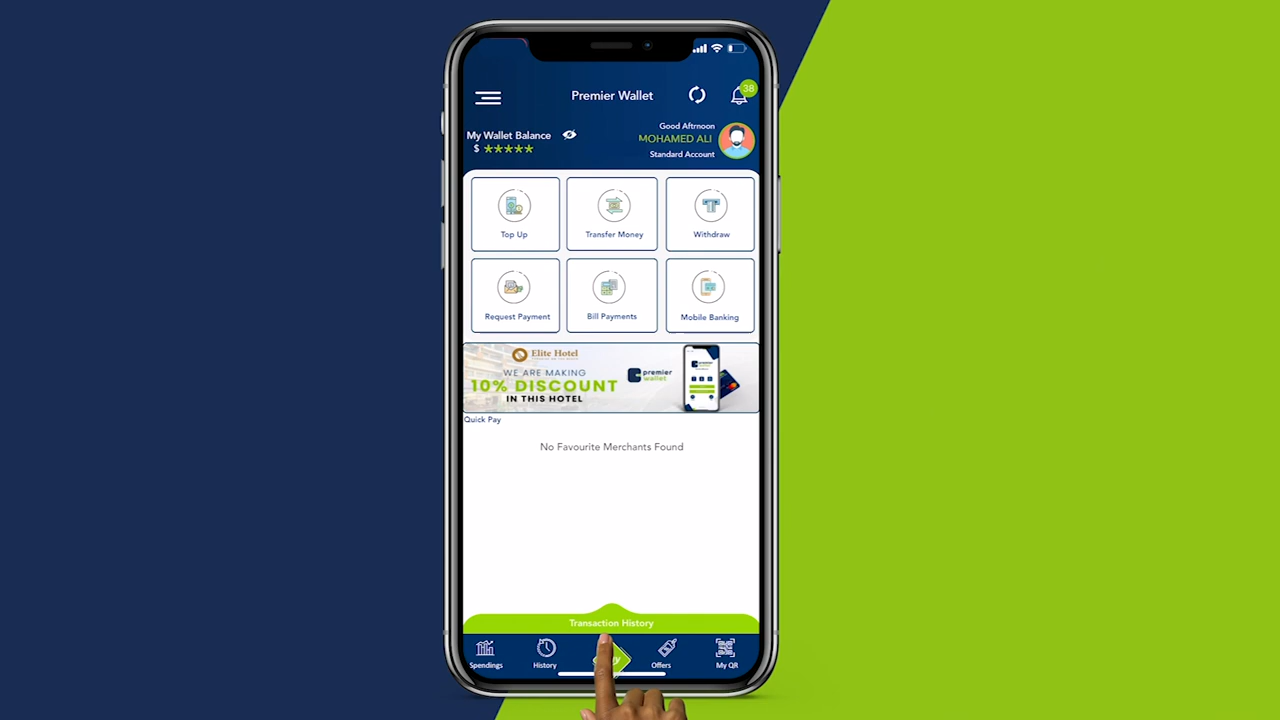 Premier Wallet
38
My Wallet Balance
$ *****
Good Aftrnoon
MOHAMED ALI
Standard Account
Top Up
Transfer Money
Withdraw
Request Payment
Bill Payments
Mobile Banking
Elite Hotel
WE ARE MAKING
10% DISCOUNT
IN THIS HOTEL
premier
wallet
Quick Pay
No Favourite Merchants Found
Transaction History
Spendings
History
Offers
My QR